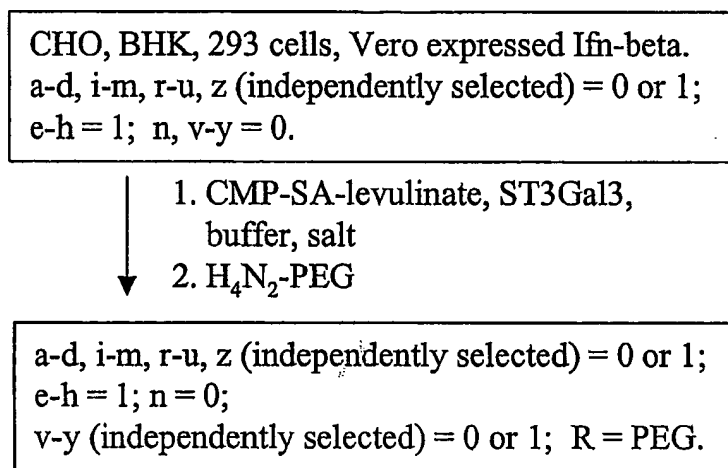 CHO, BHK, 293 cells, Vero expressed Ifn-beta.
a-d, i-m, r-u, z (independently selected) = 0 or 1;
e-h = 1; n, v-y = 0.
1. CMP-SA-levulinate, ST3Gal3,
buffer, salt
2. H₄N₂-PEG
a-d, i-m, r-u, z (independently selected) = 0 or 1;
e-h = 1; n = 0;
v-y (independently selected) = 0 or 1; R = PEG.